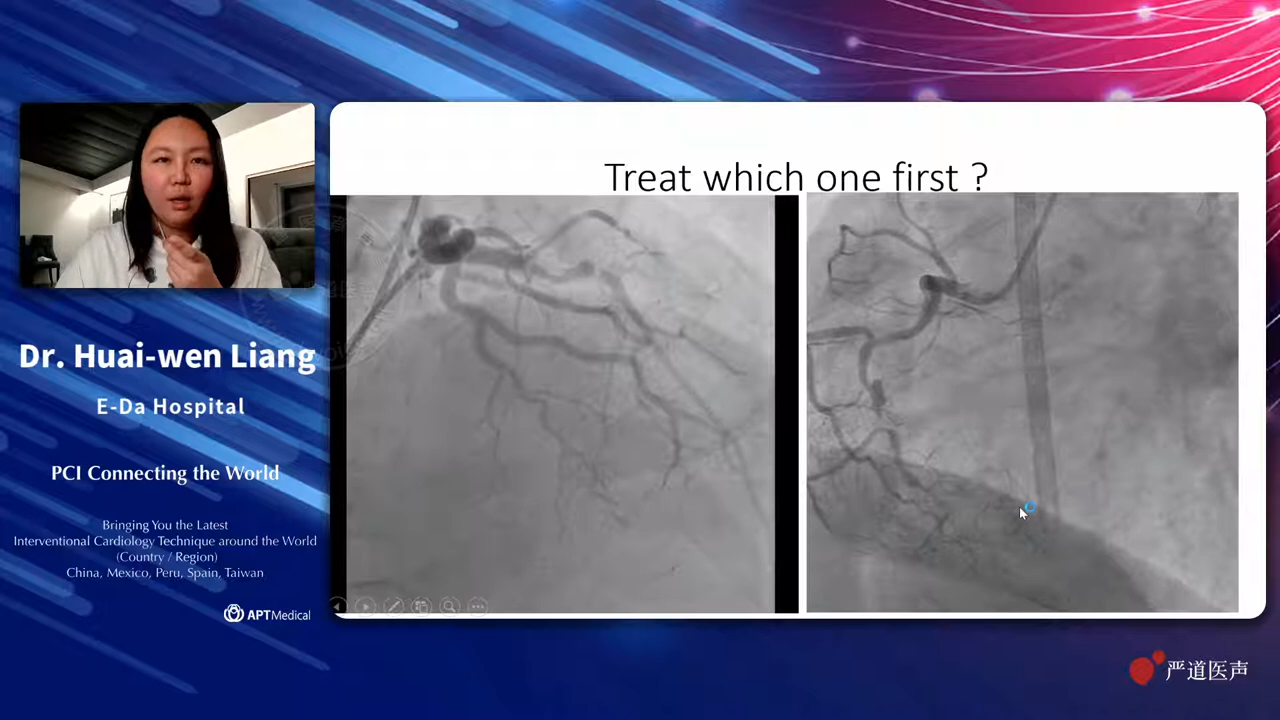 Treat which one first ?
Dr. Huai-wen Liang
E-Da Hospital
PCI Connecting the World
Bringing You the Latest
Interventional Cardiology Technique around the World
(Country / Region)
China, Mexico, Peru, Spain, Taiwan
APTMedical
严道医声